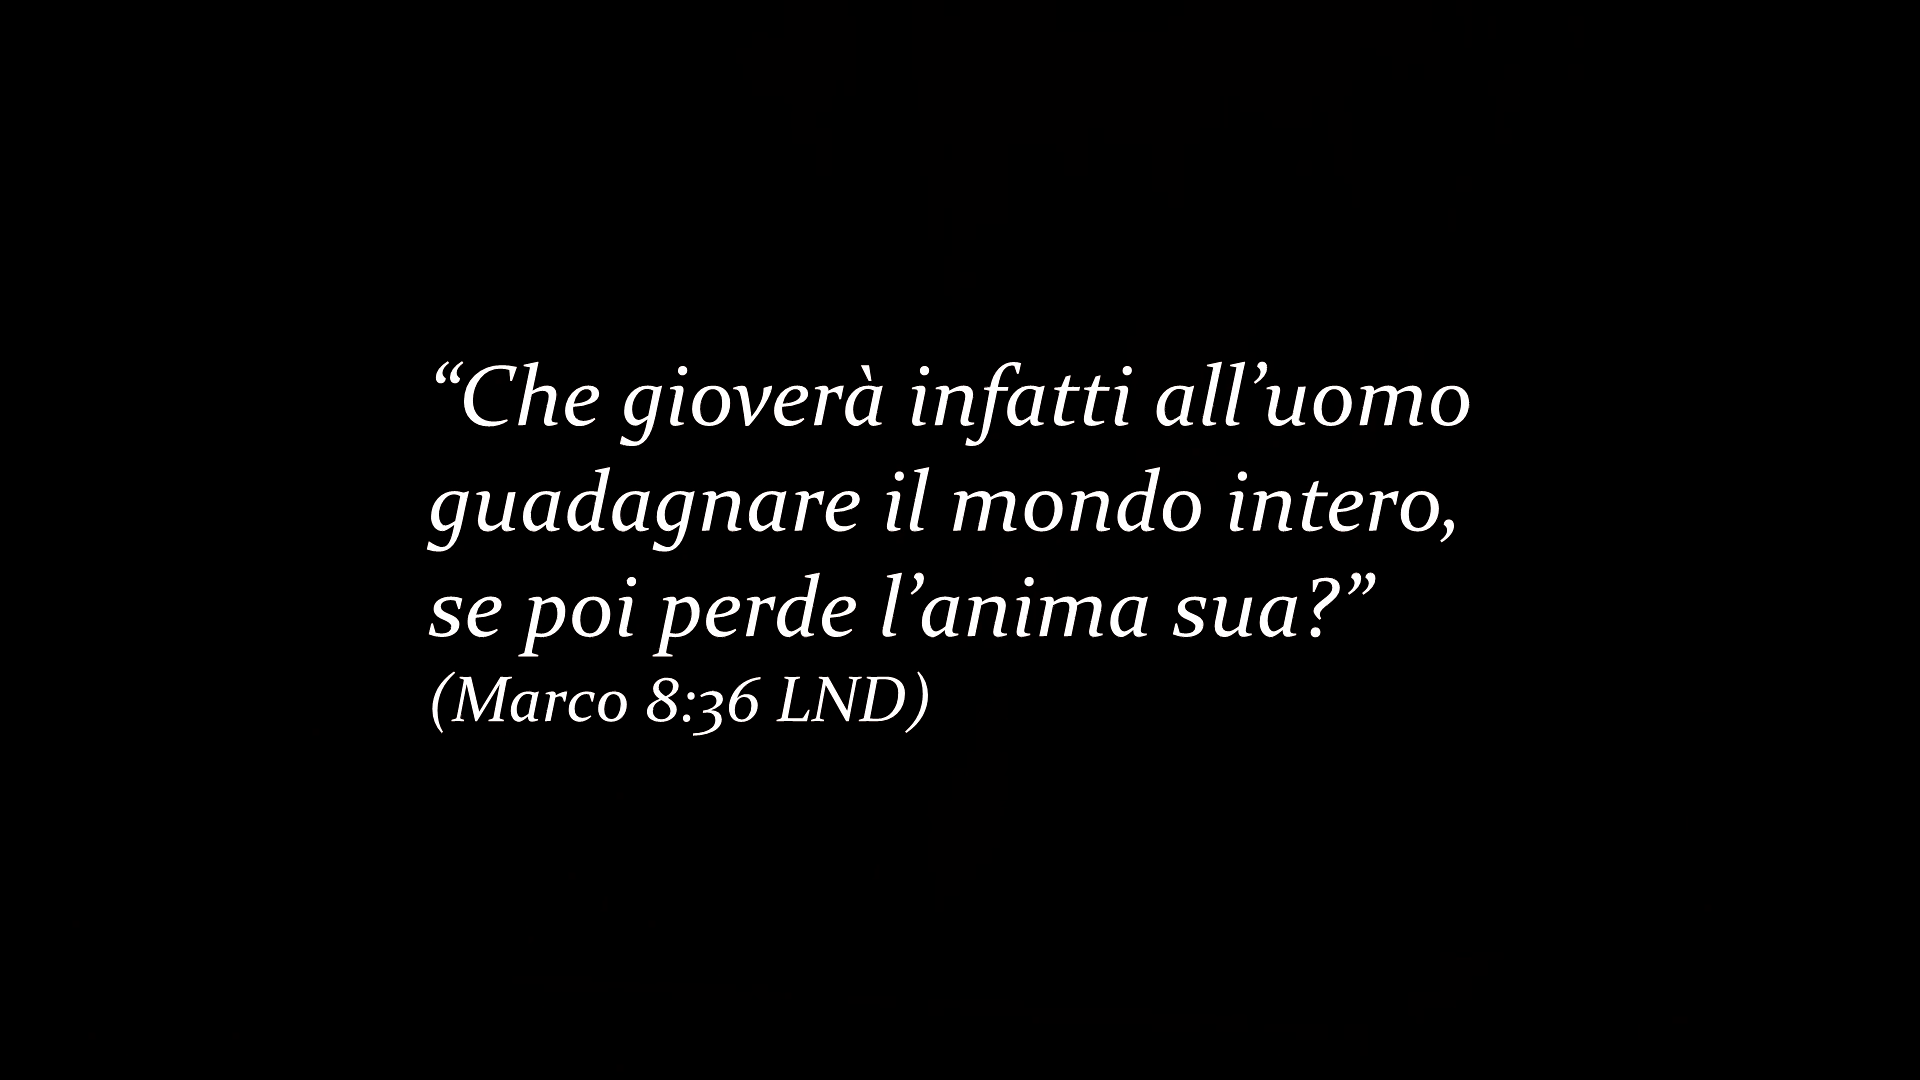 “Che gioverà infatti all’uomo
guadagnare il mondo intero,
se poi perde l’anima sua?”
(Marco 8:36 LND)